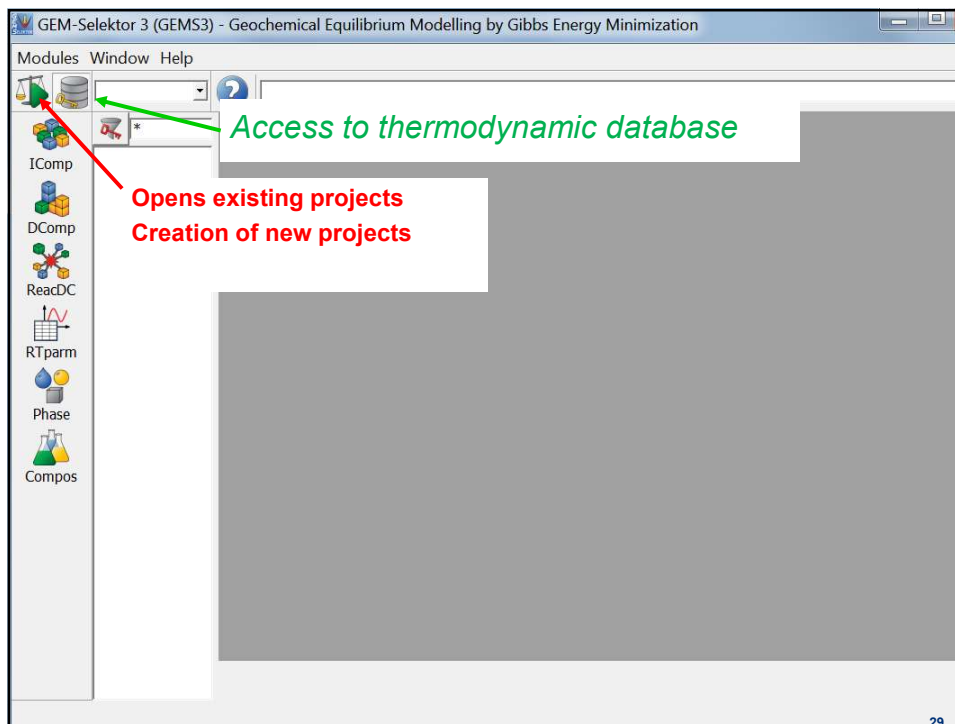 GEM-Selektor 3 (GEMS3) - Geochemical Equilibrium Modelling by Gibbs Energy Minimization
Modules Window Help
*
Access to thermodynamic database
IComp
Opens existing projects
Creation of new projects
DComp
ReacDC
RTparm
Phase
Compos
29